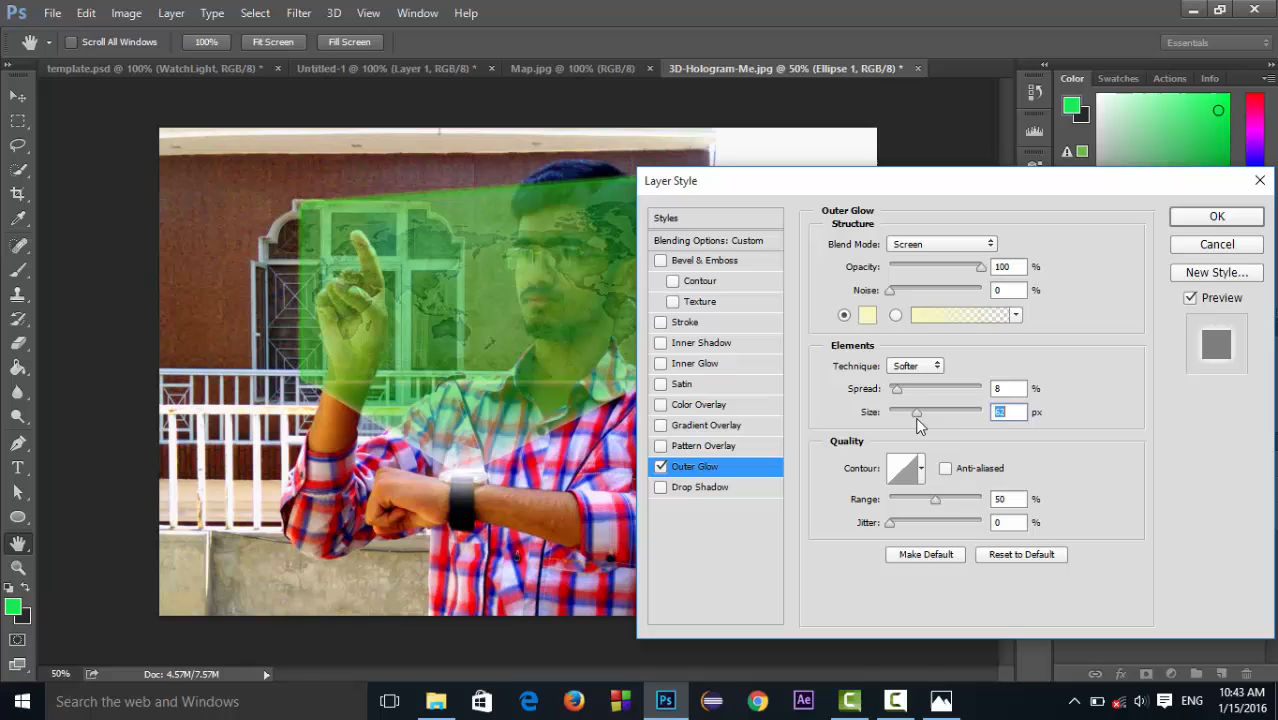 Ps File Edit Image Layer Type Select Filter 3D View Window Help
Scroll All Windows 100% Fit Screen Fill Screen Essentials
template.psd @ 100% (WatchLight, RGB/8) * × Untitled-1 @ 100% (Layer 1, RGB/8) * × Map.jpg @ 100% (RGB/8) × 3D-Hologram-Me.jpg @ 50% (Ellipse 1, RGB/8) * ×
Color Swatches Actions Info
Layer Style
Styles
Blending Options: Custom
Bevel & Emboss
Contour
Texture
Stroke
Inner Shadow
Inner Glow
Satin
Color Overlay
Gradient Overlay
Pattern Overlay
Outer Glow
Drop Shadow
Outer Glow
Structure
Blend Mode: Screen
Opacity: 100 %
Noise: 0 %
Elements
Technique: Softer
Spread: 8 %
Size: 62 px
Quality
Contour: Anti-aliased
Range: 50 %
Jitter: 0 %
Make Default Reset to Default
OK
Cancel
New Style...
Preview
50% Doc: 4.57M/7.57M
fx
Search the web and Windows
Ps Ae C C
ENG
10:43 AM
1/15/2016